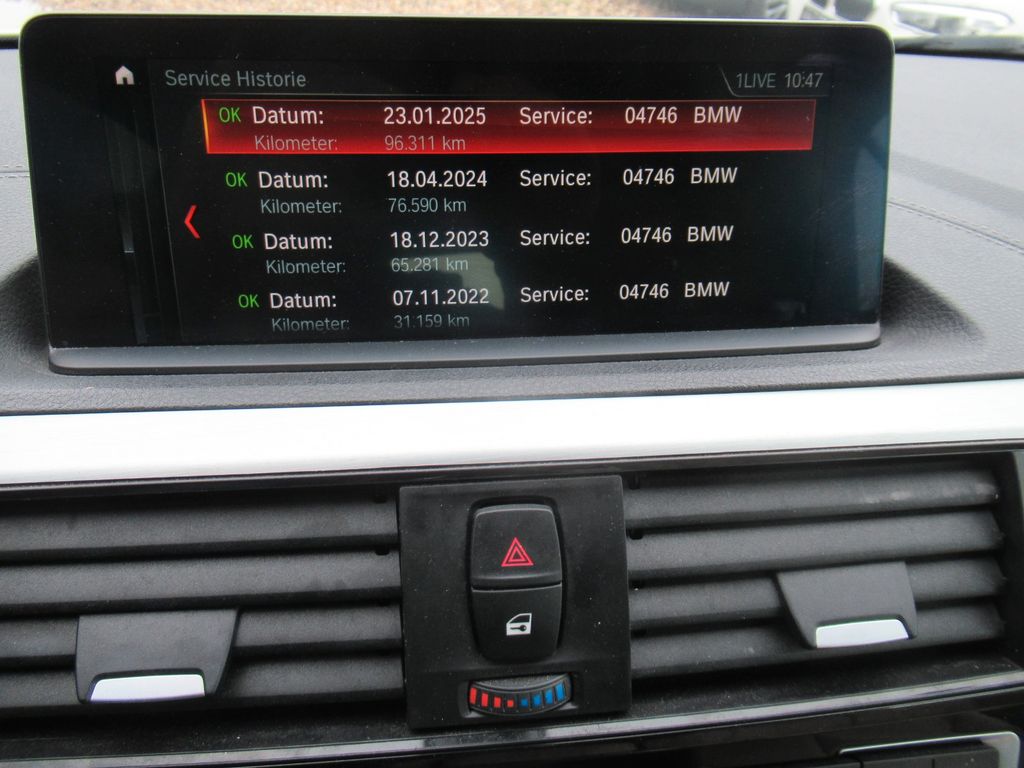 Service Historie 1LIVE 10:47
OK Datum: 23.01.2025 Service: 04746 BMW
Kilometer: 96.311 km
OK Datum: 18.04.2024 Service: 04746 BMW
Kilometer: 76.590 km
OK Datum: 18.12.2023 Service: 04746 BMW
Kilometer: 65.281 km
OK Datum: 07.11.2022 Service: 04746 BMW
Kilometer: 31.159 km